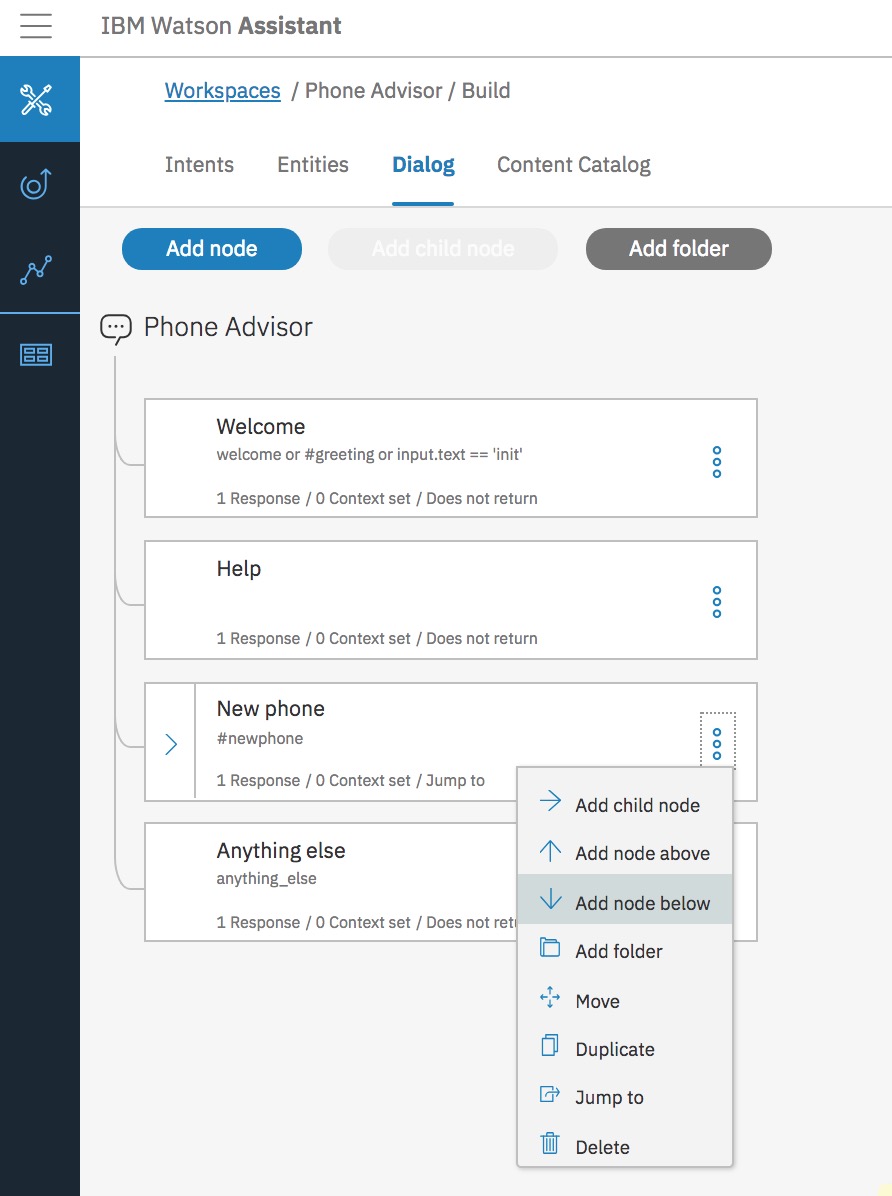 IBM Watson Assistant
Workspaces / Phone Advisor / Build
Intents Entities Dialog Content Catalog
Add node Add child node Add folder
Phone Advisor
Welcome
welcome or #greeting or input.text == 'init'
1 Response / 0 Context set / Does not return
Help
1 Response / 0 Context set / Does not return
New phone
#newphone
1 Response / 0 Context set / Jump to
Anything else
anything_else
1 Response / 0 Context set / Does not retu
Add child node
Add node above
Add node below
Add folder
Move
Duplicate
Jump to
Delete